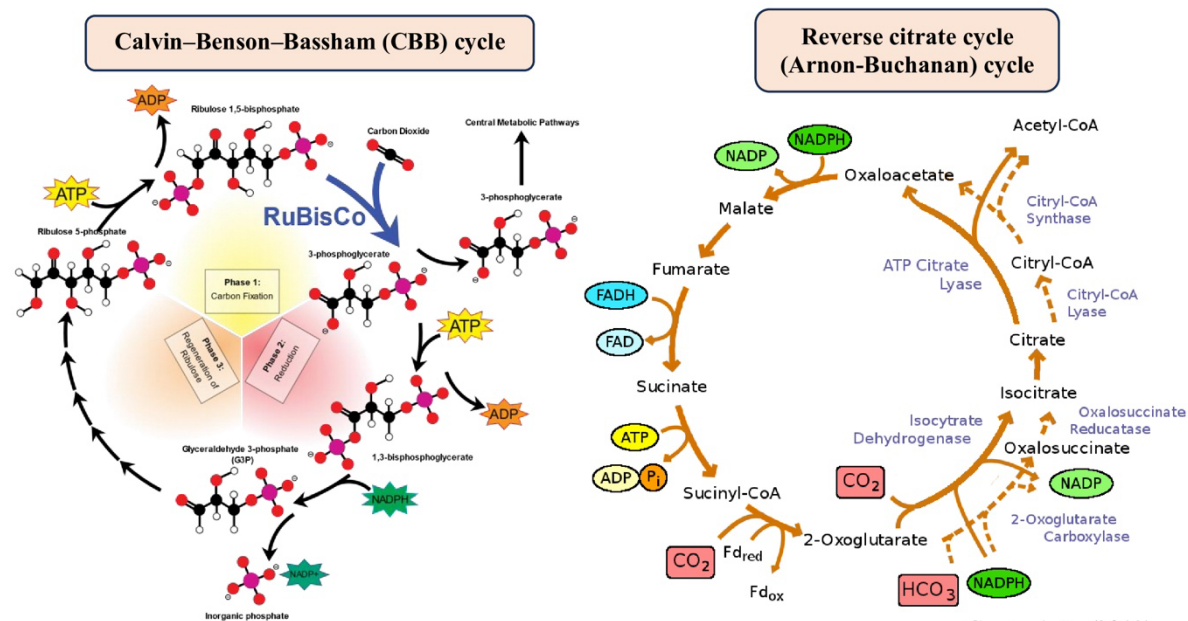 Calvin–Benson–Bassham (CBB) cycle
ADP
Ribulose 1,5-bisphosphate
Carbon Dioxide
Central Metabolic Pathways
ATP
RuBisCo
3-phosphoglycerate
Ribulose 5-phosphate
3-phosphoglycerate
Phase 1:
Carbon Fixation
ATP
Phase 3:
Regeneration of
Ribulose
Phase 2:
Reduction
ADP
1,3-bisphosphoglycerate
Glyceraldehyde 3-phosphate
(G3P)
NADPH
NADP+
Inorganic phosphate
Reverse citrate cycle
(Arnon-Buchanan) cycle
Acetyl-CoA
NADP
NADPH
Oxaloacetate
Malate
Citryl-CoA
Synthase
Fumarate
ATP Citrate
Lyase
Citryl-CoA
FADH
Citryl-CoA
Lyase
FAD
Citrate
Sucinate
Isocitrate
Isocytrate
Dehydrogenase
Oxalosuccinate
Reducatase
ATP
Oxalosuccinate
ADP
Pi
CO2
NADP
Sucinyl-CoA
2-Oxoglutarate
Carboxylase
2-Oxoglutarate
CO2
Fdred
Fdox
HCO3
NADPH